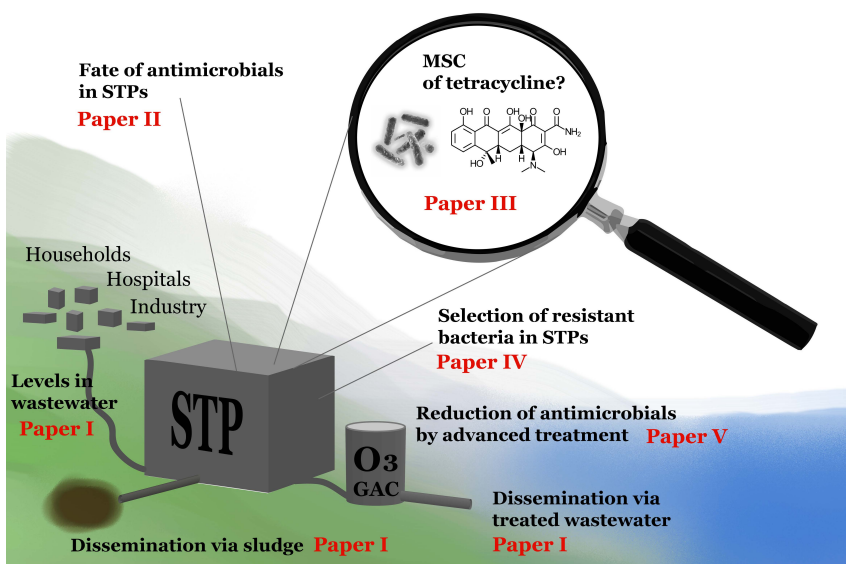 Fate of antimicrobials
in STPs
Paper II
MSC
of tetracycline?
OH
O
OH
O
O
OH
NH₂
OH
HO
H
H
N
Paper III
Households
Hospitals
Industry
Selection of resistant
bacteria in STPs
Paper IV
Levels in
wastewater
Paper I
STP
Reduction of antimicrobials
by advanced treatment Paper V
O3
GAC
Dissemination via
treated wastewater
Paper I
Dissemination via sludge Paper I